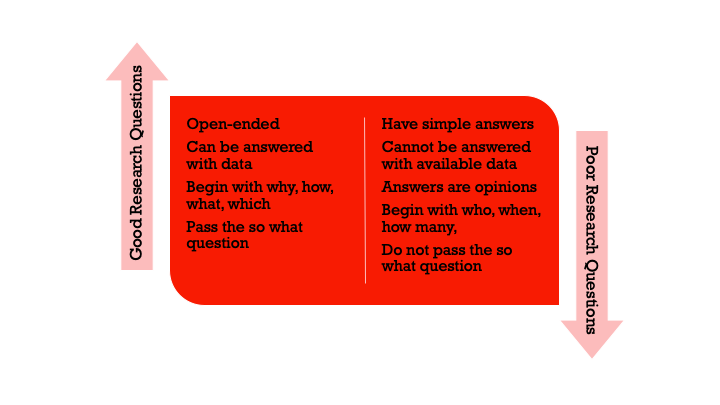 Good Research Questions
Open-ended
Can be answered
with data
Begin with why, how,
what, which
Pass the so what
question
Have simple answers
Cannot be answered
with available data
Answers are opinions
Begin with who, when,
how many,
Do not pass the so
what question
Poor Research Questions